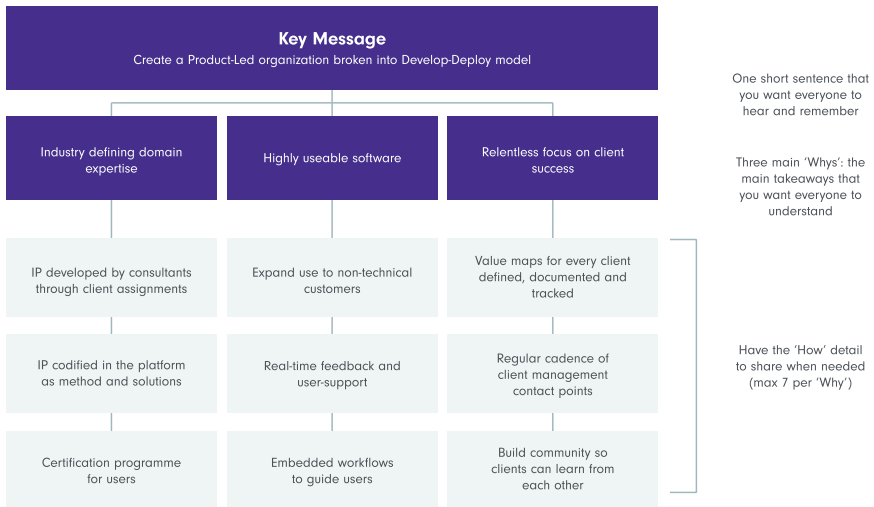 Key Message
Create a Product-Led organization broken into Develop-Deploy model
One short sentence that
you want everyone to
hear and remember
Industry defining domain
expertise
Highly useable software
Relentless focus on client
success
Three main ‘Whys’: the
main takeaways that
you want everyone to
understand
IP developed by consultants
through client assignments
Expand use to non-technical
customers
Value maps for every client
defined, documented and
tracked
IP codified in the platform
as method and solutions
Real-time feedback and
user-support
Regular cadence of
client management
contact points
Have the ‘How’ detail
to share when needed
(max 7 per ‘Why’)
Certification programme
for users
Embedded workflows
to guide users
Build community so
clients can learn from
each other